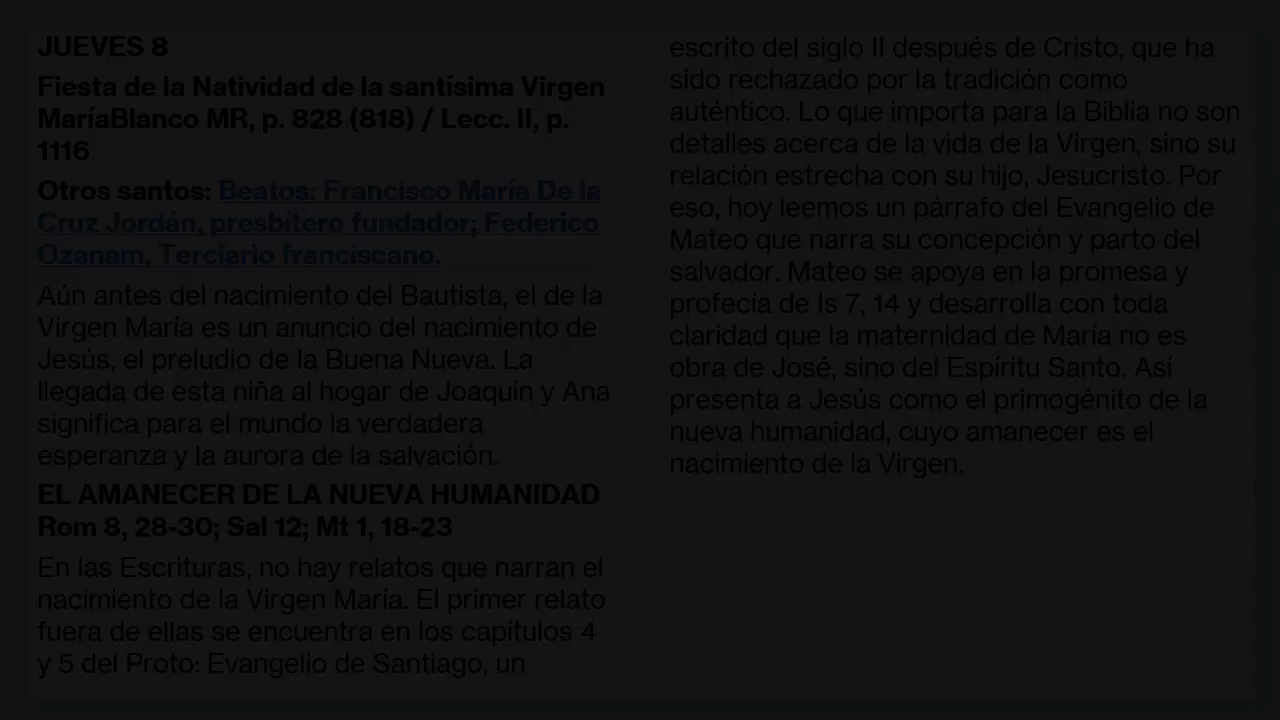 JUEVES 8
Fiesta de la Natividad de la santísima Virgen
MaríaBlanco MR, p. 828 (818) / Lecc. II, p.
1116
Otros santos: Beatos: Francisco María De la
Cruz Jordán, presbítero fundador; Federico
Ozanam, Terciario franciscano.
Aún antes del nacimiento del Bautista, el de la
Virgen María es un anuncio del nacimiento de
Jesús, el preludio de la Buena Nueva. La
llegada de esta niña al hogar de Joaquín y Ana
significa para el mundo la verdadera
esperanza y la aurora de la salvación.
EL AMANECER DE LA NUEVA HUMANIDAD
Rom 8, 28-30; Sal 12; Mt 1, 18-23
En las Escrituras, no hay relatos que narran el
nacimiento de la Virgen María. El primer relato
fuera de ellas se encuentra en los capítulos 4
y 5 del Proto: Evangelio de Santiago, un
escrito del siglo II después de Cristo, que ha
sido rechazado por la tradición como
auténtico. Lo que importa para la Biblia no son
detalles acerca de la vida de la Virgen, sino su
relación estrecha con su hijo, Jesucristo. Por
eso, hoy leemos un párrafo del Evangelio de
Mateo que narra su concepción y parto del
salvador. Mateo se apoya en la promesa y
profecía de Is 7, 14 y desarrolla con toda
claridad que la maternidad de María no es
obra de José, sino del Espíritu Santo. Así
presenta a Jesús como el primogénito de la
nueva humanidad, cuyo amanecer es el
nacimiento de la Virgen.